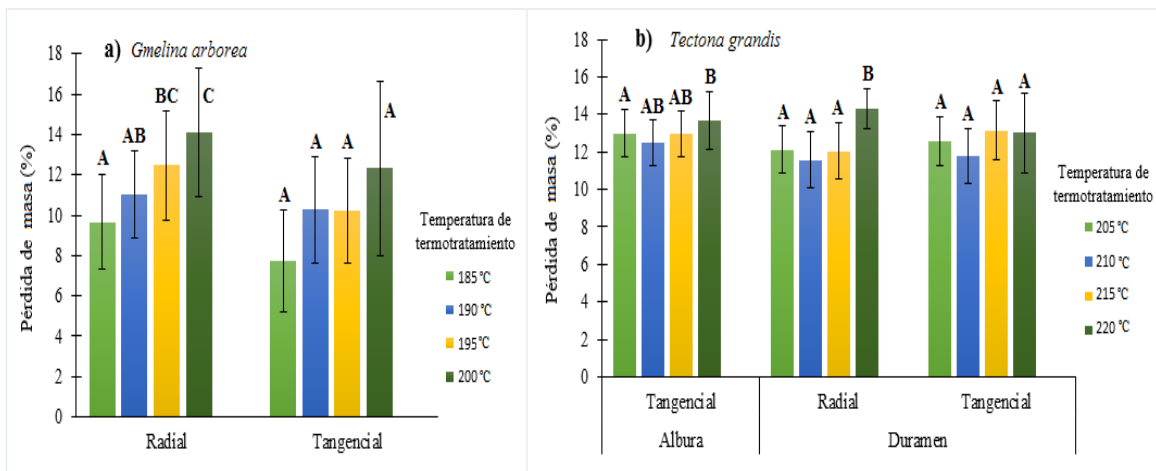 a) Gmelina arborea
Pérdida de masa (%)
18
16
14
12
10
8
6
4
2
0
A
AB
BC
C
A
A
A
A
Radial
Tangencial
Temperatura de
termotratamiento
185°C
190°C
195°C
200°C
b) Tectona grandis
Pérdida de masa (%)
18
16
14
12
10
8
6
4
2
0
A
AB
AB
B
A
A
A
B
A
A
A
A
Tangencial
Radial
Tangencial
Albura
Duramen
Temperatura de
termotratamiento
205°C
210°C
215°C
220°C